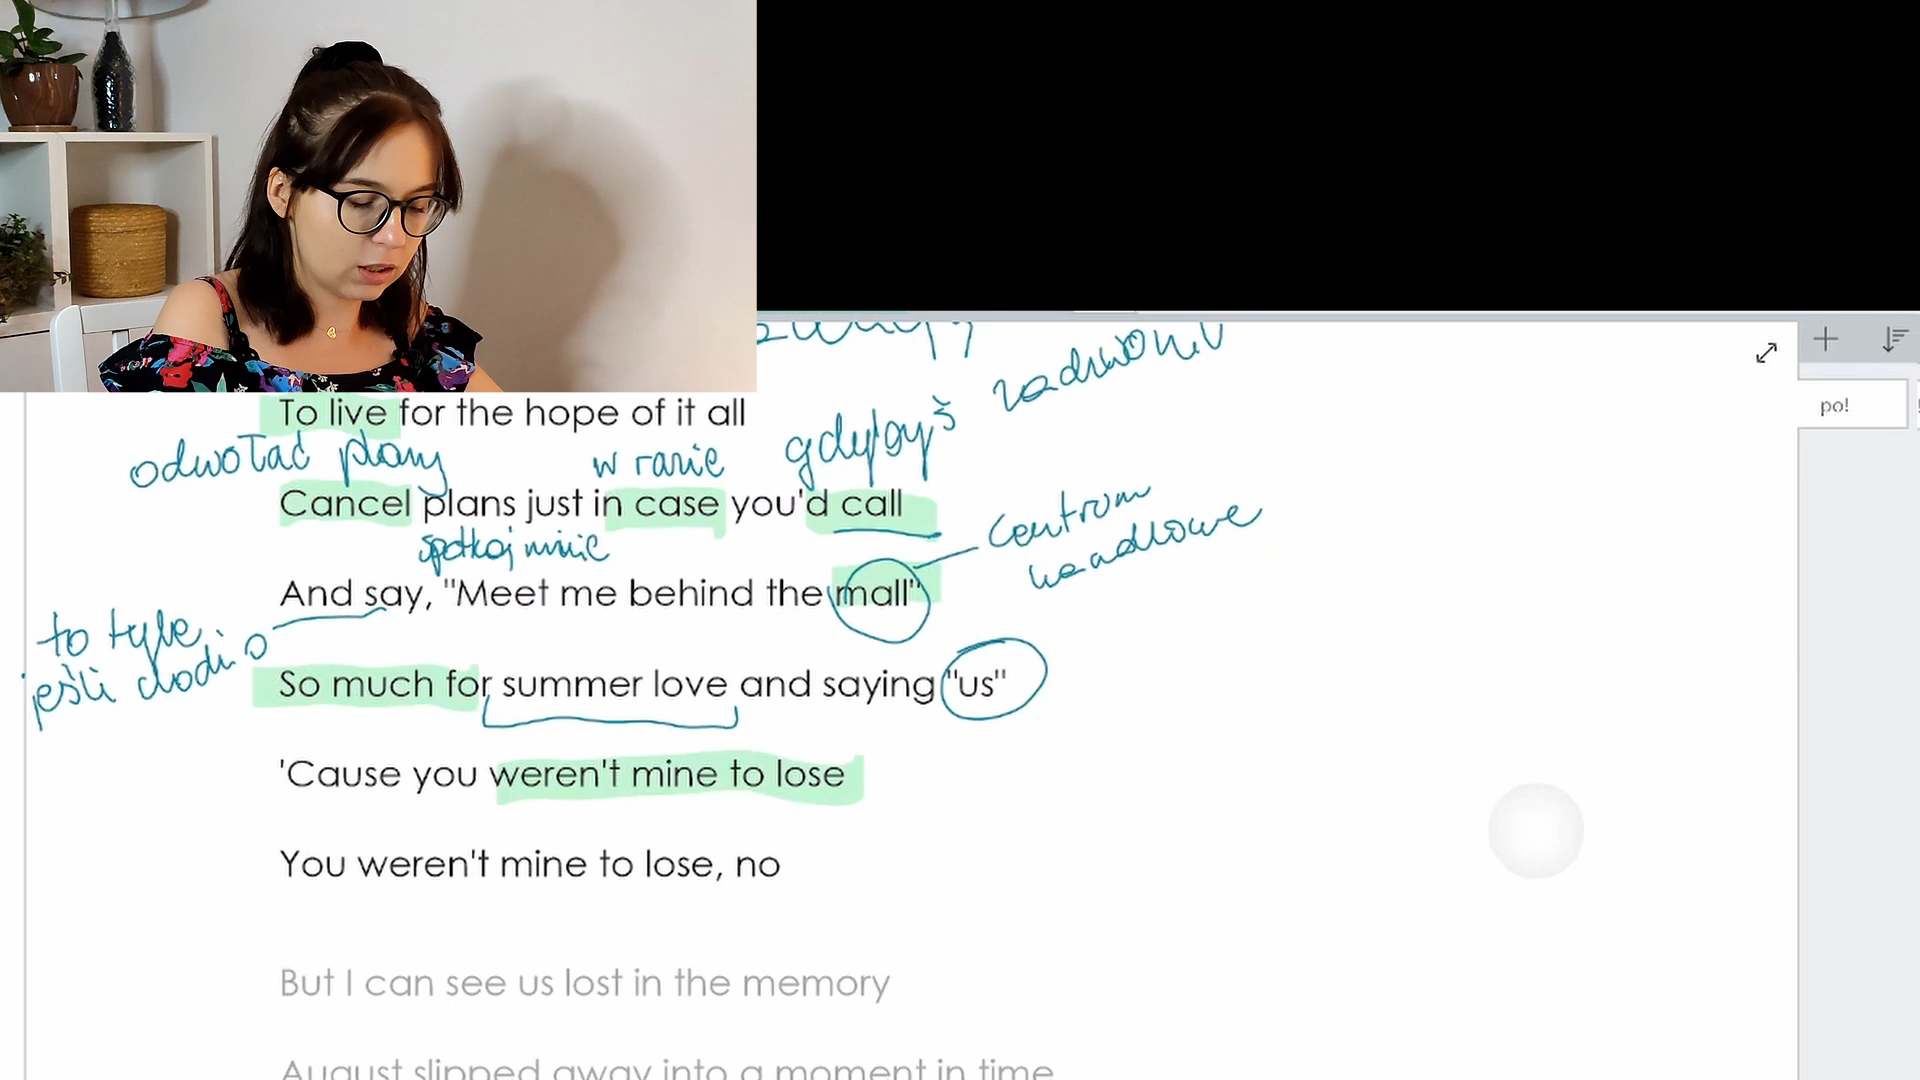 zadzwonił
po!
To live for the hope of it all
gdybyś
odwołać plany
w razie
Cancel plans just in case you'd call
centrum
handlowe
spotkaj mnie
And say, "Meet me behind the mall"
to tyle
jeśli chodzi o
So much for summer love and saying "us"
'Cause you weren't mine to lose
You weren't mine to lose, no
But I can see us lost in the memory
August slipped away into a moment in time